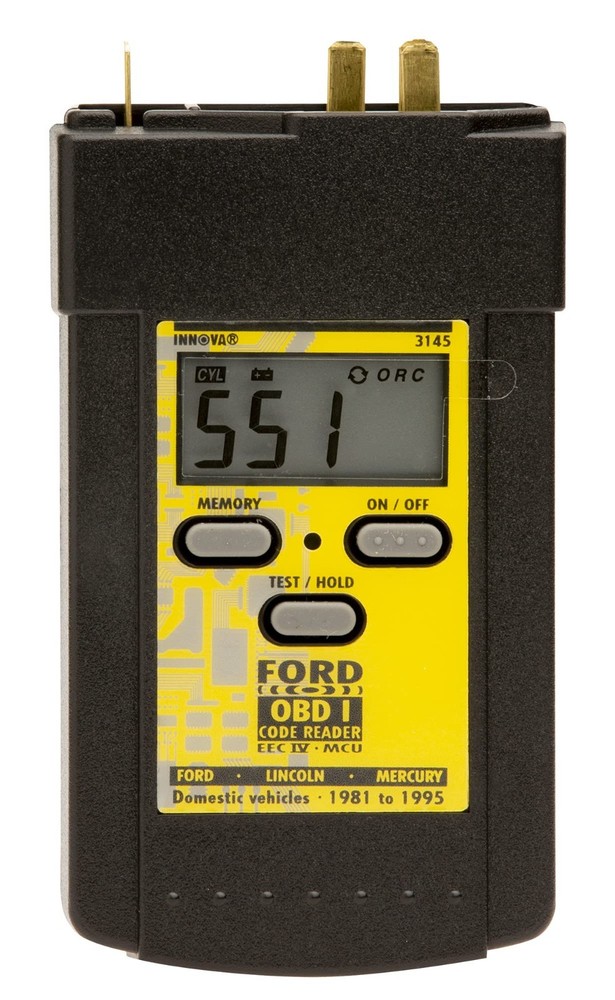 INNOVA® 3145
CYL ORC
551
MEMORY ON / OFF
TEST / HOLD
FORD
OBD I
CODE READER
EEC IV · MCU
FORD · LINCOLN · MERCURY
Domestic vehicles · 1981 to 1995